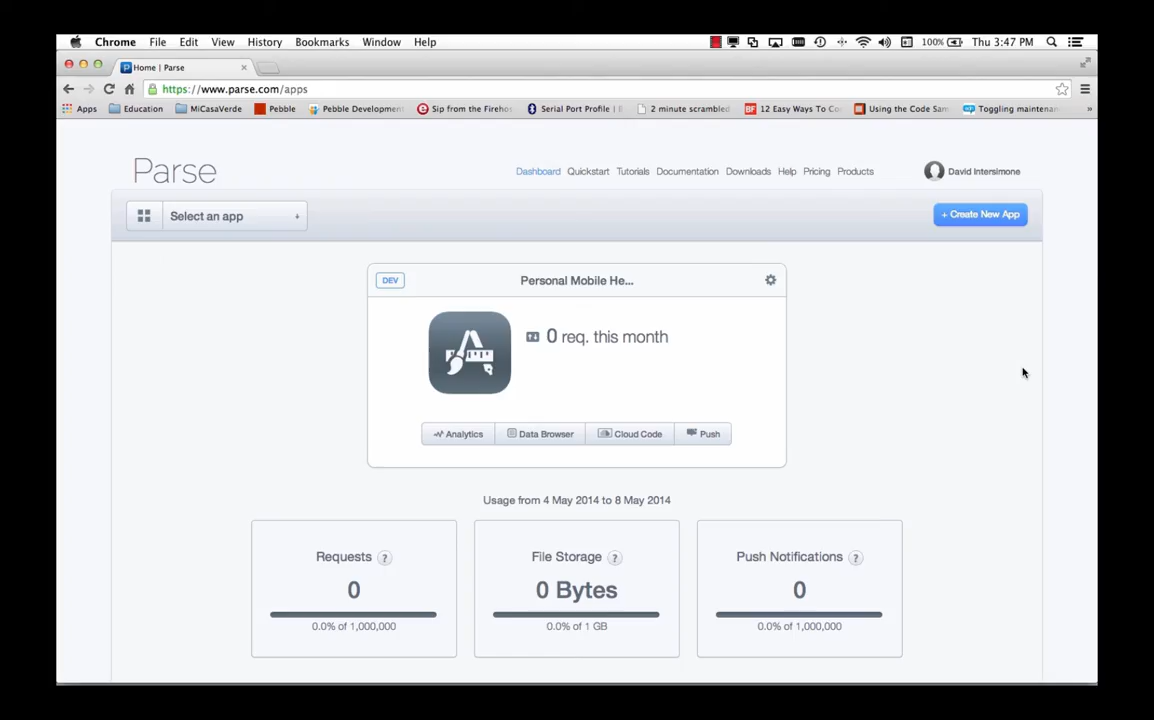 Chrome File Edit View History Bookmarks Window Help 100% Thu 3:47 PM
Home | Parse
https://www.parse.com/apps
Apps Education MiCasaVerde Pebble Pebble Developmen Sip from the Fireho Serial Port Profile | 2 minute scrambled 12 Easy Ways To Co Using the Code Sam Toggling maintenan »
Parse Dashboard Quickstart Tutorials Documentation Downloads Help Pricing Products David Intersimone
Select an app + Create New App
DEV Personal Mobile He...
0 req. this month
Analytics Data Browser Cloud Code Push
Usage from 4 May 2014 to 8 May 2014
Requests ? File Storage ? Push Notifications ?
0 0 Bytes 0
0.0% of 1,000,000 0.0% of 1 GB 0.0% of 1,000,000